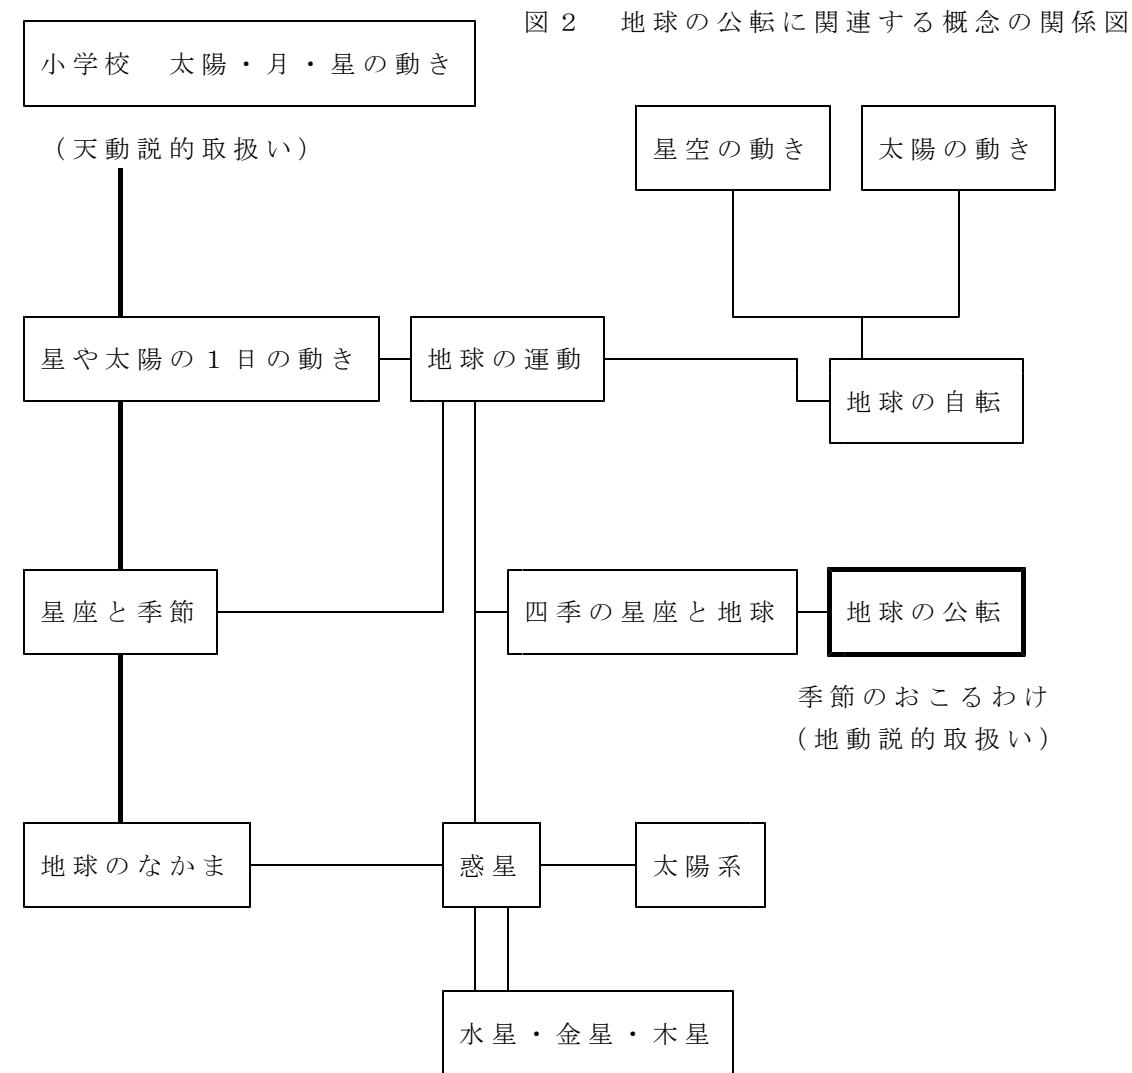 図２　地球の公転に関連する概念の関係図
小学校　太陽・月・星の動き
（天動説的取扱い）
星空の動き
太陽の動き
星や太陽の１日の動き
地球の運動
地球の自転
星座と季節
四季の星座と地球
地球の公転
季節のおこるわけ
（地動説的取扱い）
地球のなかま
惑星
太陽系
水星・金星・木星